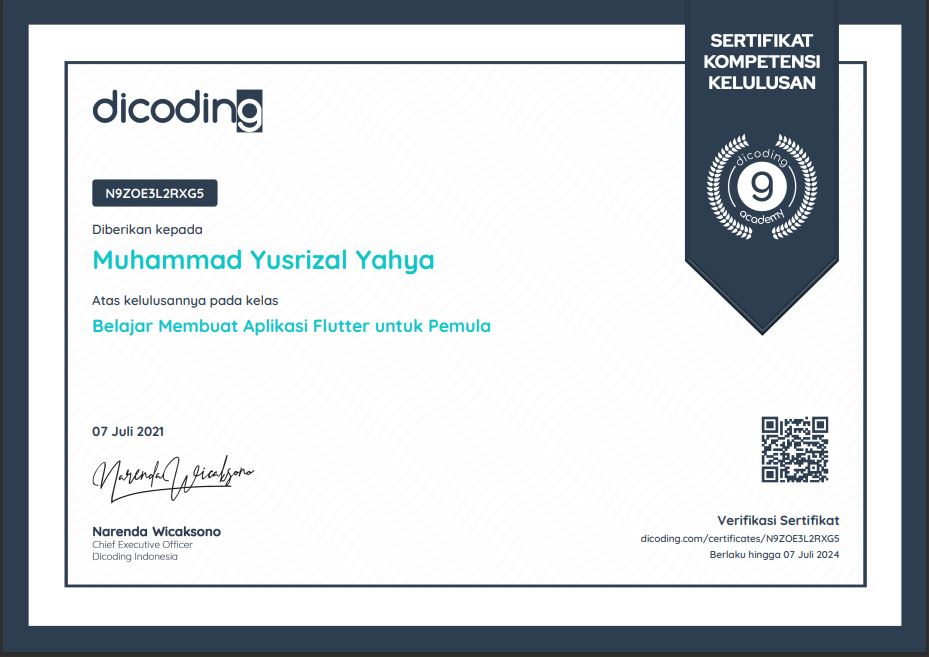 SERTIFIKAT
KOMPETENSI
KELULUSAN
dicoding
academy
dicoding
N9ZOE3L2RXG5
Diberikan kepada
Muhammad Yusrizal Yahya
Atas kelulusannya pada kelas
Belajar Membuat Aplikasi Flutter untuk Pemula
07 Juli 2021
Narenda Wicaksono
Narenda Wicaksono
Chief Executive Officer
Dicoding Indonesia
Verifikasi Sertifikat
dicoding.com/certificates/N9ZOE3L2RXG5
Berlaku hingga 07 Juli 2024